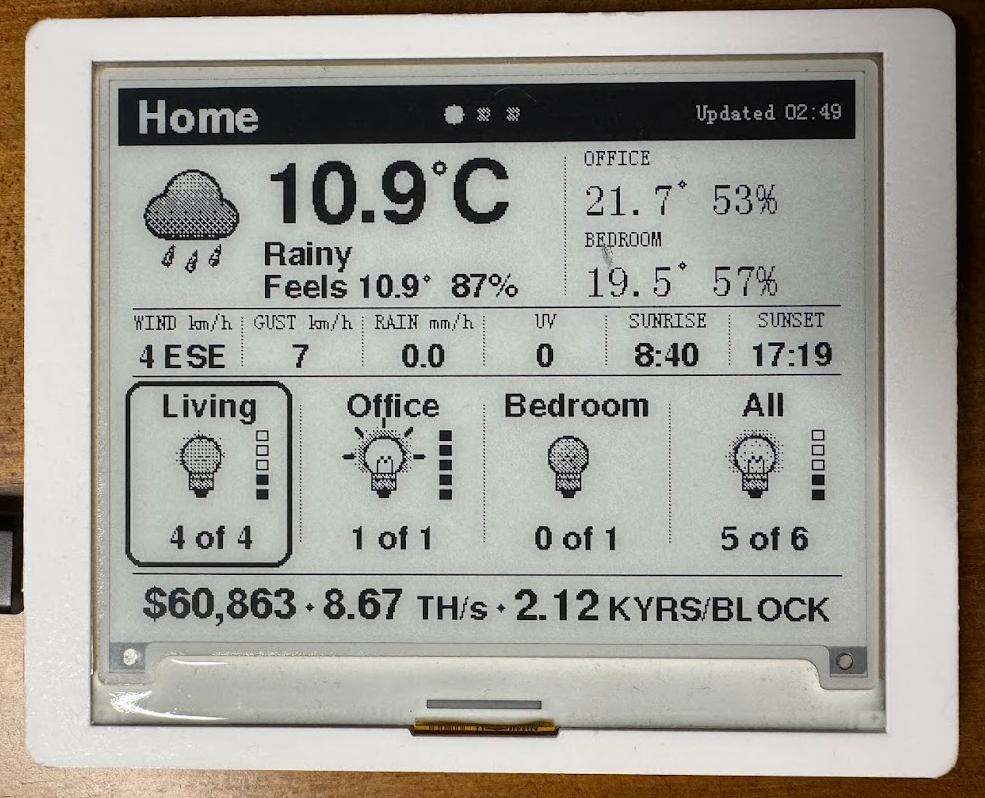 Home Updated 02:49
10.9°C
Rainy
Feels 10.9° 87%
OFFICE
21.7° 53%
BEDROOM
19.5° 57%
WIND km/h GUST km/h RAIN mm/h UV SUNRISE SUNSET
4 ESE 7 0.0 0 8:40 17:19
Living Office Bedroom All
4 of 4 1 of 1 0 of 1 5 of 6
$60,863 · 8.67 TH/s · 2.12 KYRS/BLOCK